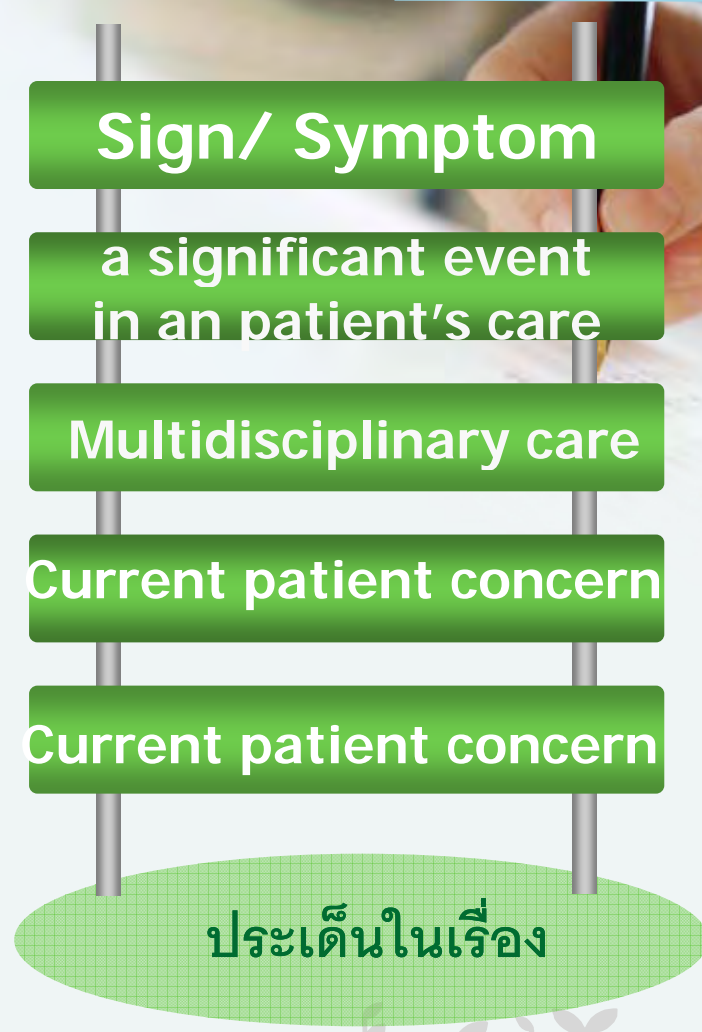 Sign/ Symptom
a significant event
in an patient's care
Multidisciplinary care
Current patient concern
Current patient concern
ประเด็นในเรื่อง